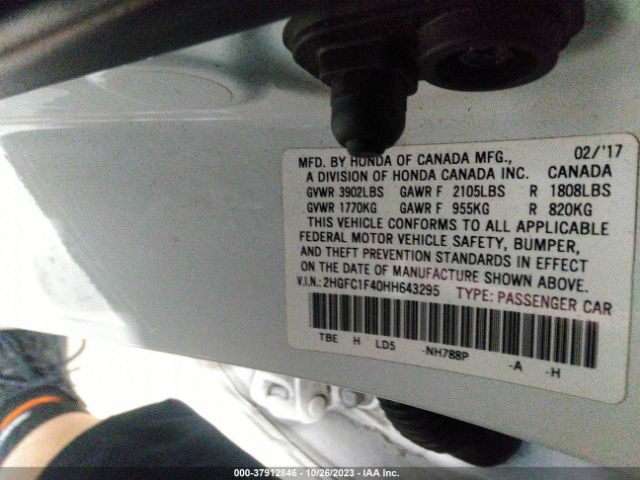 02/'17
MFD. BY HONDA OF CANADA MFG.,
A DIVISION OF HONDA CANADA INC. CANADA
GVWR 3902LBS GAWR F 2105LBS R 1808LBS
GVWR 1770KG GAWR F 955KG R 820KG
THIS VEHICLE CONFORMS TO ALL APPLICABLE
FEDERAL MOTOR VEHICLE SAFETY, BUMPER,
AND THEFT PREVENTION STANDARDS IN EFFECT
ON THE DATE OF MANUFACTURE SHOWN ABOVE.
V.I.N.: 2HGFC1F40HH643295 TYPE: PASSENGER CAR
TBE H LD5 -NH788P -A -H
000-37912846 - 10/26/2023 - IAA Inc.